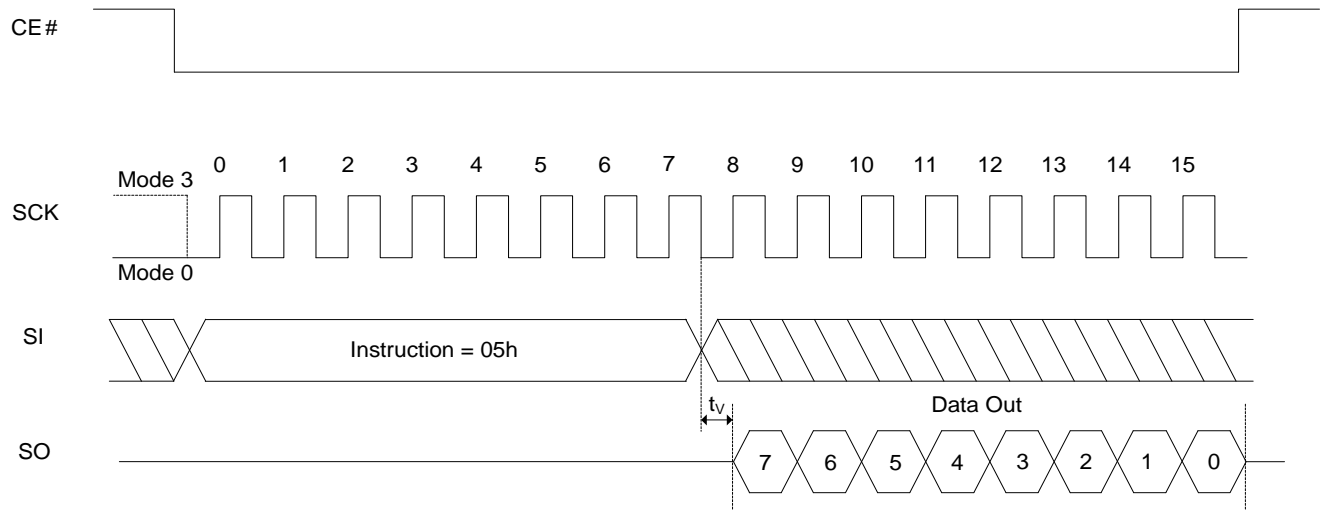 CE#
0 1 2 3 4 5 6 7 8 9 10 11 12 13 14 15
Mode 3
SCK
Mode 0
SI
Instruction = 05h
tV
Data Out
SO
7 6 5 4 3 2 1 0